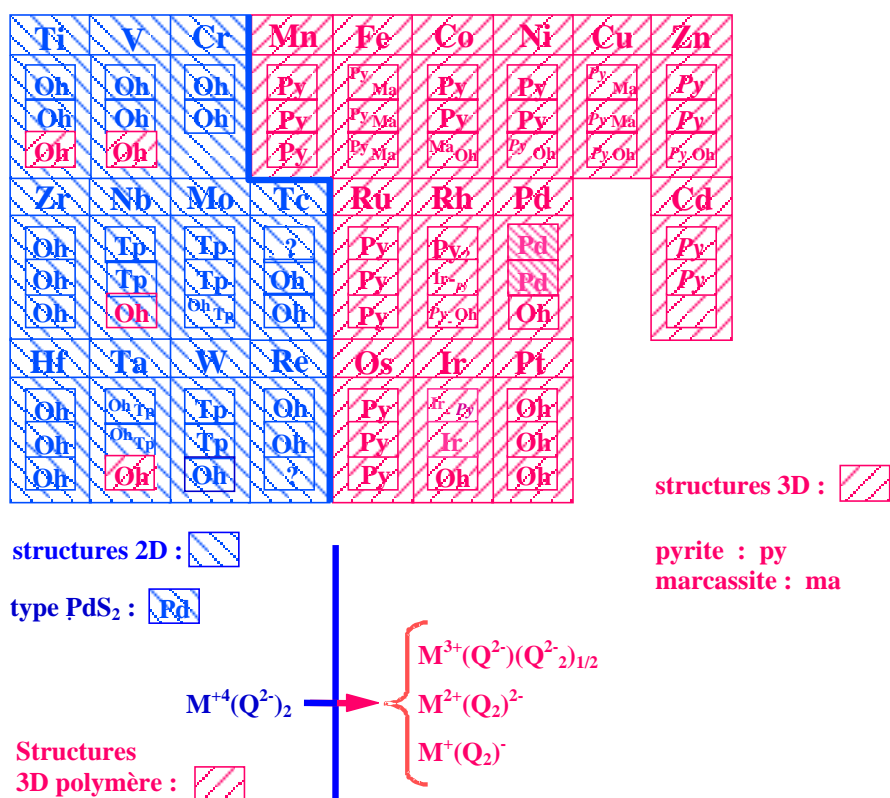 Ti V Cr Mn Fe Co Ni Cu Zn
Oh Oh Oh Py Py Ma Py Py Py Ma Py
Oh Oh Oh Py Py Ma Py Py Py Ma Py
Oh Oh Py Py Ma Ma Oh Py Oh Py Oh Py Oh
Zr Nb Mo Tc Ru Rh Pd Cd
Oh Tp Tp ? Py Py Pd Py
Oh Tp Tp Oh Py Ir Py Pd Py
Oh Oh Oh Tp Oh Py Py Oh Oh
Hf Ta W Re Os Ir Pt
Oh Oh Tp Tp Oh Py Ir Py Oh
Oh Oh Tp Tp Oh Py Ir Oh
Oh Oh Oh ? Py Oh Oh
structures 3D :
structures 2D :
pyrite : py
marcassite : ma
type PdS₂ : Pd
M³⁺(Q²⁻)(Q²⁻₂)₁/₂
M⁺⁴(Q²⁻)₂
M²⁺(Q₂)²⁻
M⁺(Q₂)⁻
Structures
3D polymère :